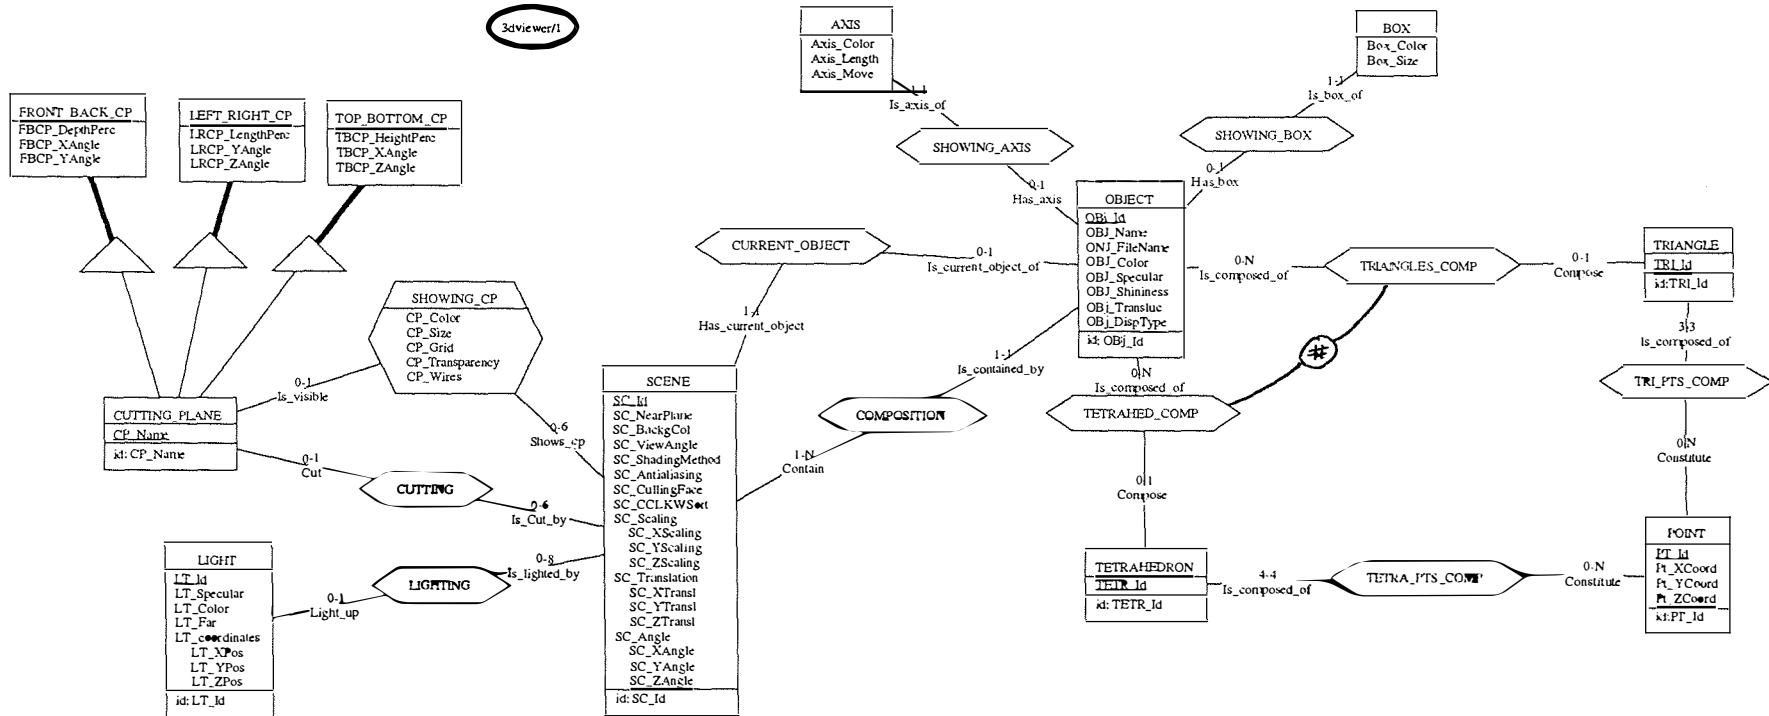 3dviewer/1
AXIS
Axis_Color
Axis_Length
Axis_Move
1-1
Is_axis_of
SHOWING_AXIS
0-1
Has_axis
BOX
Box_Color
Box_Size
1-1
Is_box_of
SHOWING_BOX
0-1
Has_box
FRONT_BACK_CP
FBCP_DepthPerc
FBCP_XAngle
FBCP_YAngle
LEFT_RIGHT_CP
LRCP_LengthPerc
LRCP_YAngle
LRCP_ZAngle
TOP_BOTTOM_CP
TBCP_HeightPerc
TBCP_XAngle
TBCP_ZAngle
OBJECT
OBj_Id
OBJ_Name
ONJ_FileName
OBJ_Color
OBJ_Specular
OBJ_Shininess
OBj_Transluc
OBj_DispType
id: OBj_Id
CURRENT_OBJECT
0-1
Is_current_object_of
1-1
Has_current_object
0-N
Is_composed_of
TRIANGLES_COMP
0-1
Compose
TRIANGLE
TRI_Id
id:TRI_Id
3-3
Is_composed_of
TRI_PTS_COMP
0-N
Constitute
SHOWING_CP
CP_Color
CP_Size
CP_Grid
CP_Transparency
CP_Wires
0-1
Is_visible
0-6
Shows_cp
CUTTING_PLANE
CP_Name
id: CP_Name
0-1
Cut
CUTTING
0-6
Is_Cut_by
SCENE
SC_Id
SC_NearPlane
SC_BackgCol
SC_ViewAngle
SC_ShadingMethod
SC_Antialiasing
SC_CullingFace
SC_CCLKWSort
SC_Scaling
SC_XScaling
SC_YScaling
SC_ZScaling
SC_Translation
SC_XTransl
SC_YTransl
SC_ZTransl
SC_Angle
SC_XAngle
SC_YAngle
SC_ZAngle
id: SC_Id
1-1
Is_contained_by
COMPOSITION
1-N
Contain
#
0-N
Is_composed_of
TETRAHED_COMP
0-1
Compose
LIGHT
LT_Id
LT_Specular
LT_Color
LT_Far
LT_coordinates
LT_XPos
LT_YPos
LT_ZPos
id: LT_Id
0-1
Light_up
LIGHTING
0-8
Is_lighted_by
TETRAHEDRON
TETR_Id
id: TETR_Id
4-4
Is_composed_of
TETRA_PTS_COMP
0-N
Constitute
POINT
PT_Id
Pt_XCoord
Pt_YCoord
Pt_ZCoord
id:PT_Id